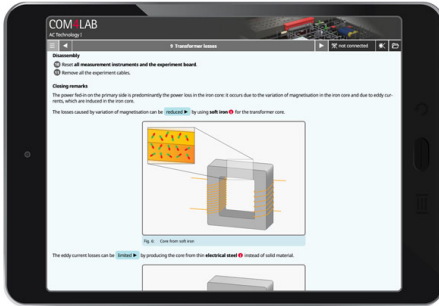 COM4LAB
AC Technology I
9 Transformer losses
not connected
Disassembly
10 Reset all measurement instruments and the experiment board.
11 Remove all the experiment cables.
Closing remarks
The power fed-in on the primary side is predominantly the power loss in the iron core: it occurs due to the variation of magnetisation in the iron core and due to eddy cur-
rents, which are induced in the iron core.
The losses caused by variation of magnetisation can be reduced by using soft iron for the transformer core.
Fig. 6: Core from soft iron
The eddy current losses can be limited by producing the core from thin electrical steel instead of solid material.